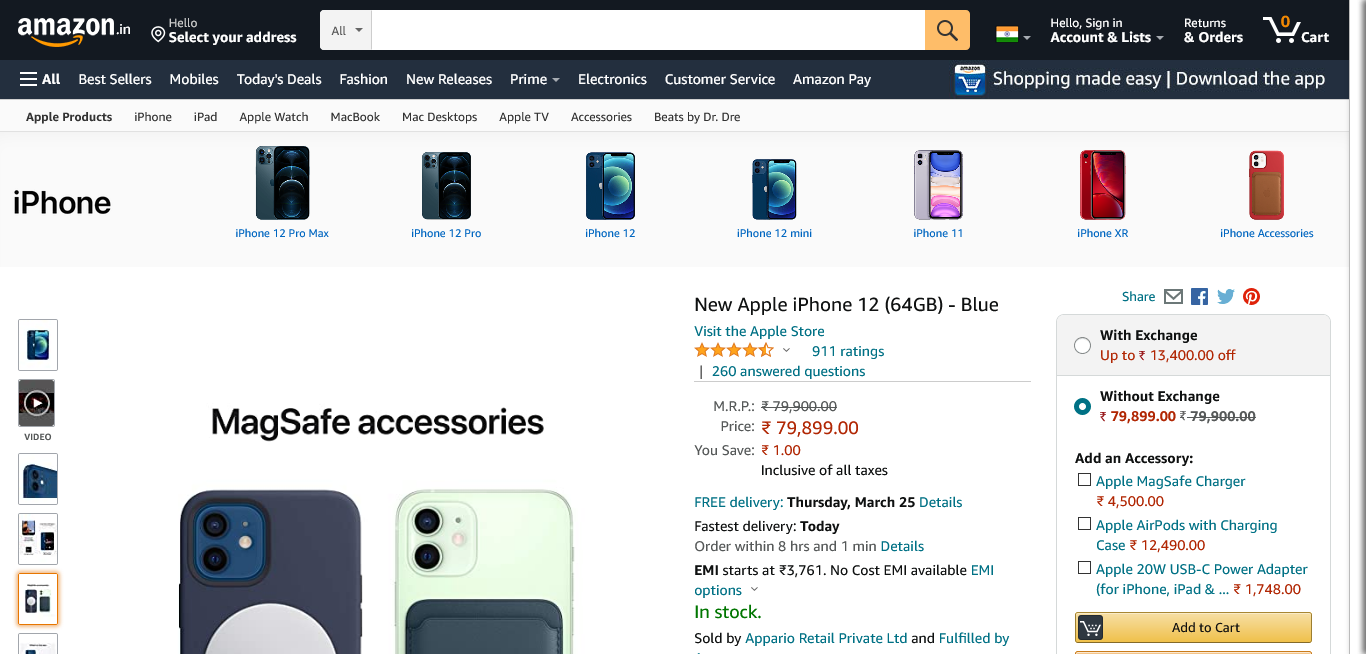 amazon.in
Hello
Select your address
All
Hello, Sign in
Account & Lists
Returns
& Orders
0
Cart
All
Best Sellers
Mobiles
Today's Deals
Fashion
New Releases
Prime
Electronics
Customer Service
Amazon Pay
amazon
Shopping made easy | Download the app
Apple Products
iPhone
iPad
Apple Watch
MacBook
Mac Desktops
Apple TV
Accessories
Beats by Dr. Dre
iPhone
iPhone 12 Pro Max
iPhone 12 Pro
iPhone 12
iPhone 12 mini
iPhone 11
iPhone XR
iPhone Accessories
VIDEO
MagSafe accessories
New Apple iPhone 12 (64GB) - Blue
Visit the Apple Store
911 ratings
| 260 answered questions
M.R.P.: ₹ 79,900.00
Price: ₹ 79,899.00
You Save: ₹ 1.00
Inclusive of all taxes
FREE delivery: Thursday, March 25 Details
Fastest delivery: Today
Order within 8 hrs and 1 min Details
EMI starts at ₹3,761. No Cost EMI available EMI
options
In stock.
Sold by Appario Retail Private Ltd and Fulfilled by
Share
With Exchange
Up to ₹ 13,400.00 off
Without Exchange
₹ 79,899.00 ₹ 79,900.00
Add an Accessory:
Apple MagSafe Charger
₹ 4,500.00
Apple AirPods with Charging
Case ₹ 12,490.00
Apple 20W USB-C Power Adapter
(for iPhone, iPad & ... ₹ 1,748.00
Add to Cart